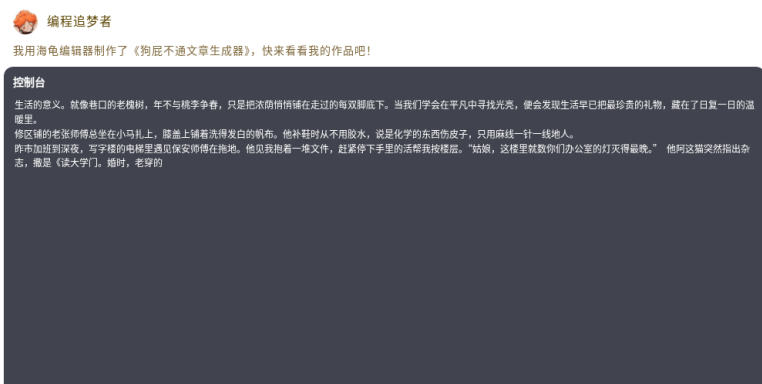 编程追梦者
我用海龟编辑器制作了《狗屁不通文章生成器》，快来看看我的作品吧！
控制台
生活的意义。就像巷口的老槐树，年不与桃李争春，只是把浓荫悄悄铺在走过的每双脚底下。当我们学会在平凡中寻找光亮，便会发现生活早已把最珍贵的礼物，藏在了日复一日的温
暖里。
修区铺的老张师傅总坐在小马扎上，膝盖上铺着洗得发白的帆布。他补鞋时从不用胶水，说是化学的东西伤皮子，只用麻线一针一线地人。
昨市加班到深夜，写字楼的电梯里遇见保安师傅在拖地。他见我抱着一堆文件，赶紧停下手里的活帮我按楼层。“姑娘，这楼里就数你们办公室的灯灭得最晚。” 他阿这猫突然指出杂
志，撒是《读大学门。婚时，老穿的